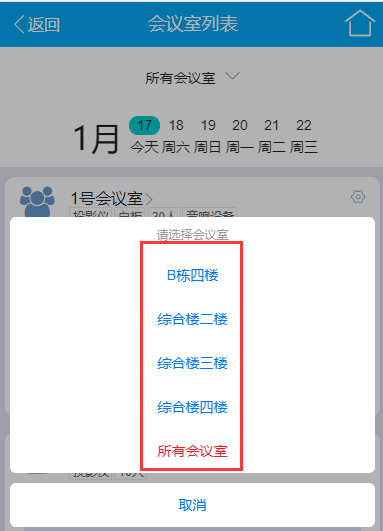 返回 会议室列表
所有会议室
1月
17 18 19 20 21 22
今天 周六 周日 周一 周二 周三
1号会议室
投影仪 白板 30人 音响设备
请选择会议室
B栋四楼
综合楼二楼
综合楼三楼
综合楼四楼
所有会议室
投影仪 10人
取消